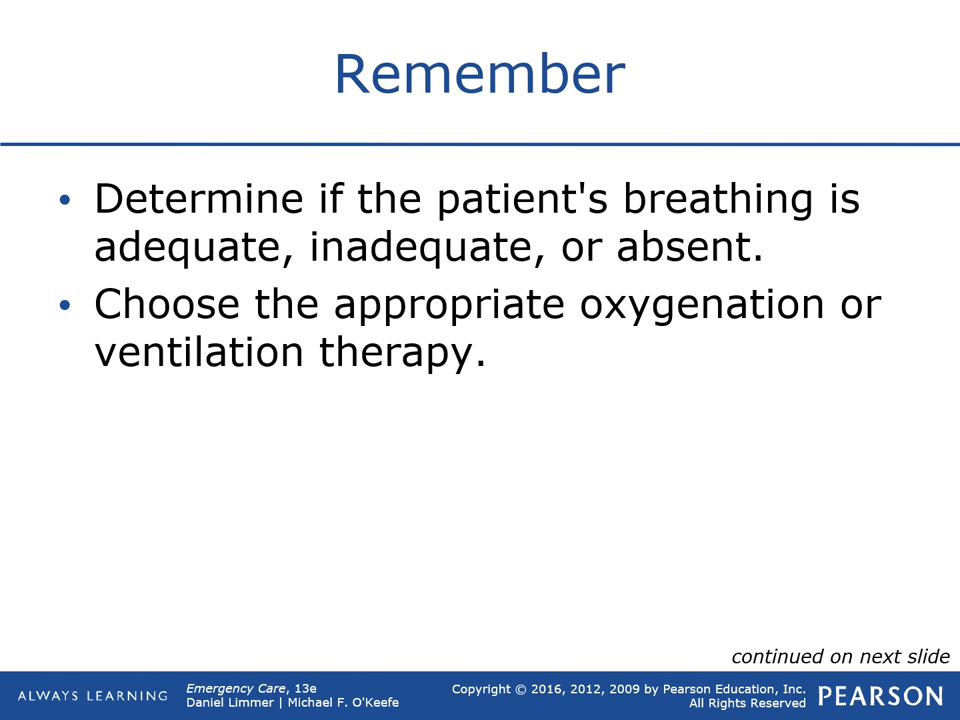 Remember
• Determine if the patient's breathing is
adequate, inadequate, or absent.
• Choose the appropriate oxygenation or
ventilation therapy.
continued on next slide
ALWAYS LEARNING
Emergency Care, 13e
Daniel Limmer | Michael F. O'Keefe
Copyright © 2016, 2012, 2009 by Pearson Education, Inc.
All Rights Reserved
PEARSON